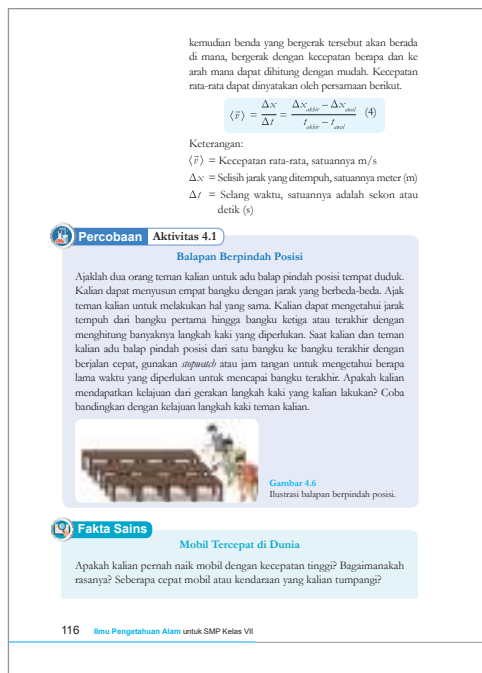 kemudian benda yang bergerak tersebut akan berada
di mana, bergerak dengan kecepatan berapa dan ke
arah mana dapat dihitung dengan mudah. Kecepatan
rata-rata dapat dinyatakan oleh persamaan berikut.
⟨v⃗⟩ = Δx/Δt = (Δx_akhir − Δx_awal)/(t_akhir − t_awal) (4)
Keterangan:
⟨v⃗⟩ = Kecepatan rata-rata, satuannya m/s
Δx = Selisih jarak yang ditempuh, satuannya meter (m)
Δt = Selang waktu, satuannya adalah sekon atau
detik (s)
Percobaan Aktivitas 4.1
Balapan Berpindah Posisi
Ajaklah dua orang teman kalian untuk adu balap pindah posisi tempat duduk.
Kalian dapat menyusun empat bangku dengan jarak yang berbeda-beda. Ajak
teman kalian untuk melakukan hal yang sama. Kalian dapat mengetahui jarak
tempuh dari bangku pertama hingga bangku ketiga atau terakhir dengan
menghitung banyaknya langkah kaki yang diperlukan. Saat kalian dan teman
kalian adu balap pindah posisi dari satu bangku ke bangku terakhir dengan
berjalan cepat, gunakan stopwatch atau jam tangan untuk mengetahui berapa
lama waktu yang diperlukan untuk mencapai bangku terakhir. Apakah kalian
mendapatkan kelajuan dari gerakan langkah kaki yang kalian lakukan? Coba
bandingkan dengan kelajuan langkah kaki teman kalian.
Gambar 4.6
Ilustrasi balapan berpindah posisi.
Fakta Sains
Mobil Tercepat di Dunia
Apakah kalian pernah naik mobil dengan kecepatan tinggi? Bagaimanakah
rasanya? Seberapa cepat mobil atau kendaraan yang kalian tumpangi?
116 Ilmu Pengetahuan Alam untuk SMP Kelas VII